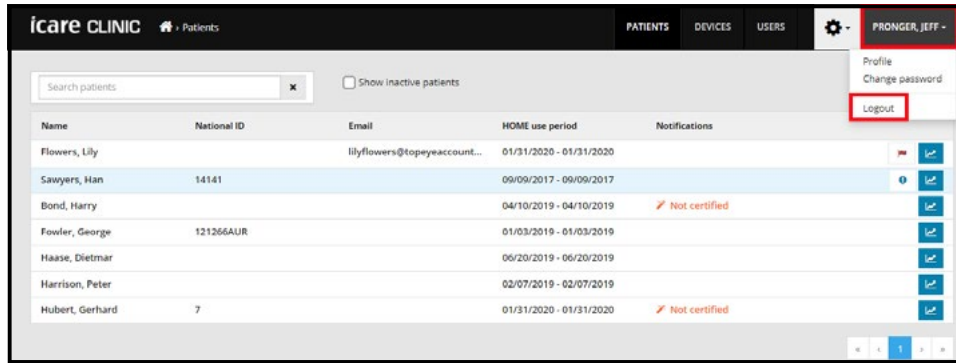 icare CLINIC › Patients PATIENTS DEVICES USERS PRONGER, JEFF
Profile
Change password
Logout
Search patients x Show inactive patients
Name National ID Email HOME use period Notifications
Flowers, Lily lilyflowers@topeyeaccount... 01/31/2020 - 01/31/2020
Sawyers, Han 14141 09/09/2017 - 09/09/2017
Bond, Harry 04/10/2019 - 04/10/2019 Not certified
Fowler, George 121266AUR 01/03/2019 - 01/03/2019
Haase, Dietmar 06/20/2019 - 06/20/2019
Harrison, Peter 02/07/2019 - 02/07/2019
Hubert, Gerhard 7 01/31/2020 - 01/31/2020 Not certified
« ‹ 1 › »